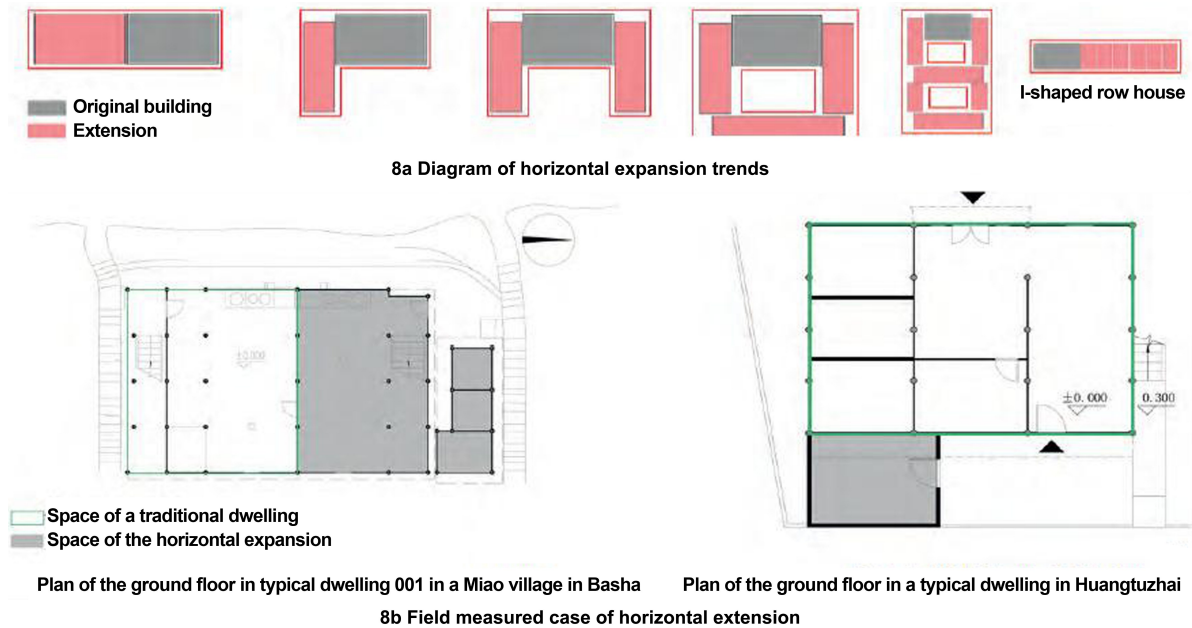 I-shaped row house
Original building
Extension
8a Diagram of horizontal expansion trends
±0.000
±0.000
0.300
Space of a traditional dwelling
Space of the horizontal expansion
Plan of the ground floor in typical dwelling 001 in a Miao village in Basha
Plan of the ground floor in a typical dwelling in Huangtuzhai
8b Field measured case of horizontal extension